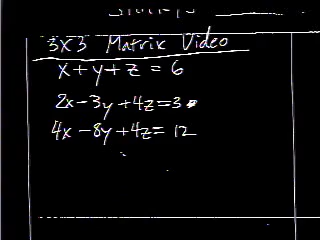 3X3 Matrix Video
x+y+z = 6
2x-3y+4z=3
4x-8y+4z= 12